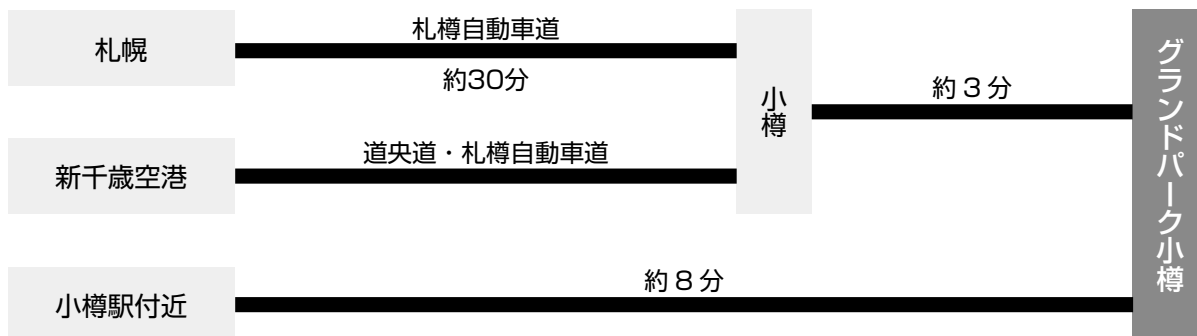 札幌
札樽自動車道
約30分
新千歳空港
道央道・札樽自動車道
小樽
約３分
小樽駅付近
約８分
グランドパーク小樽